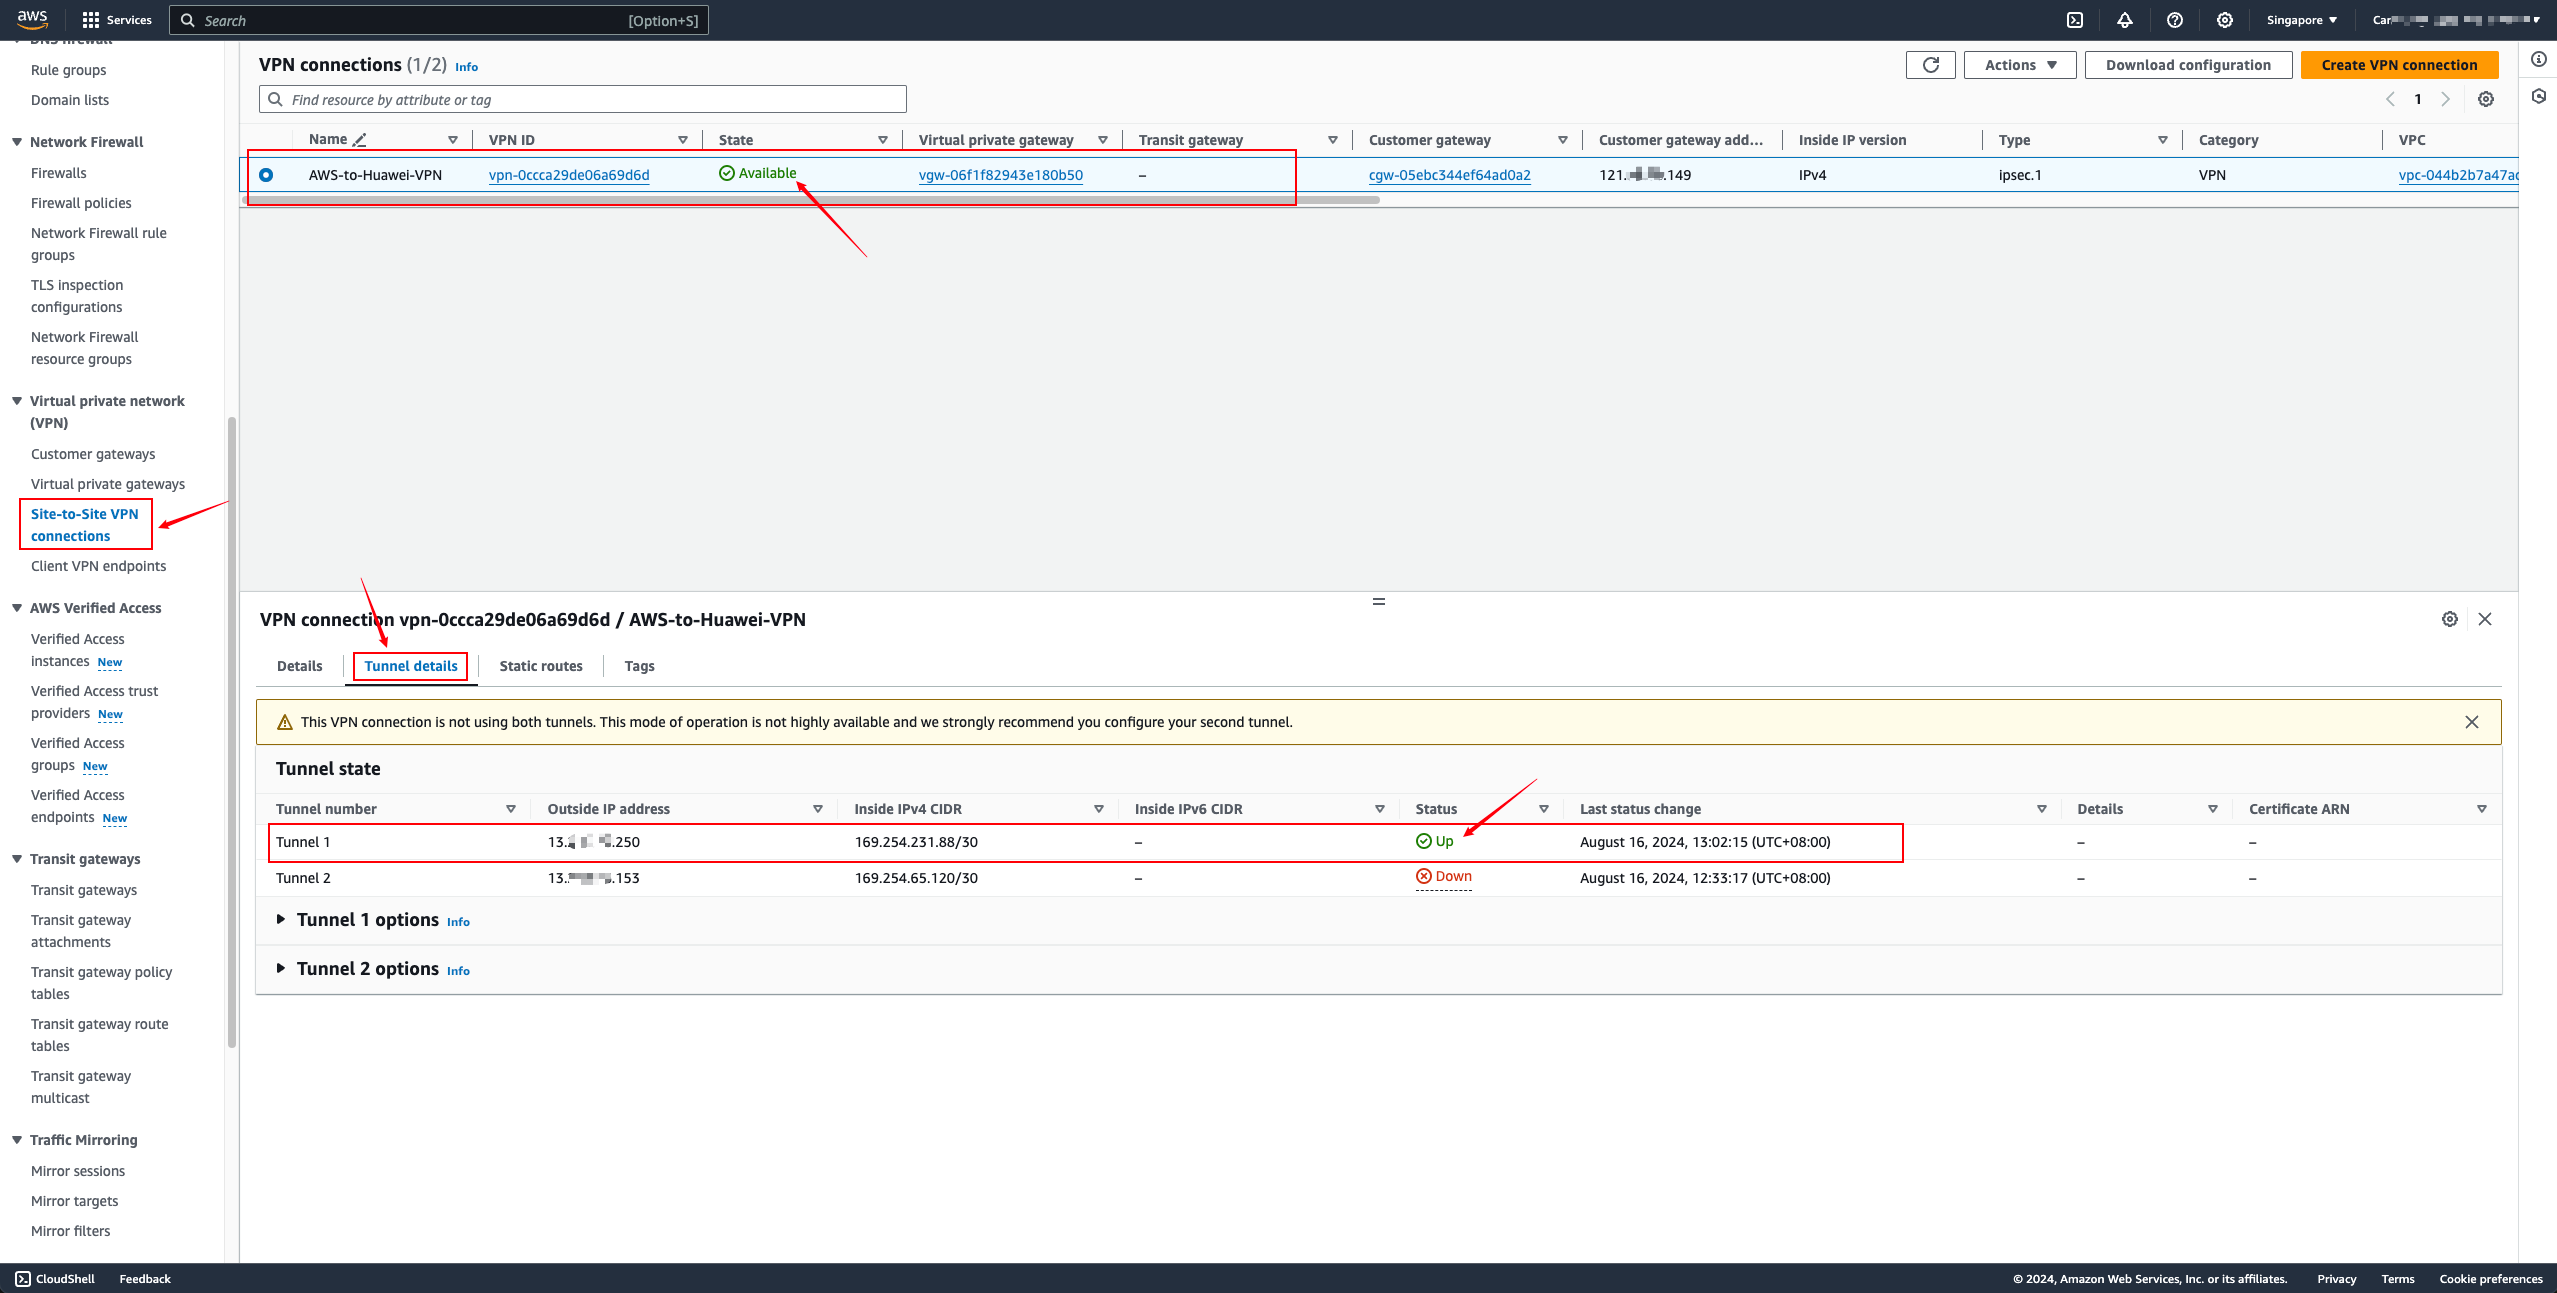 aws
Services
Search
[Option+S]
Singapore
DNS firewall
Rule groups
Domain lists
Network Firewall
Firewalls
Firewall policies
Network Firewall rule
groups
TLS inspection
configurations
Network Firewall
resource groups
Virtual private network
(VPN)
Customer gateways
Virtual private gateways
Site-to-Site VPN
connections
Client VPN endpoints
AWS Verified Access
Verified Access
instances New
Verified Access trust
providers New
Verified Access
groups New
Verified Access
endpoints New
Transit gateways
Transit gateways
Transit gateway
attachments
Transit gateway policy
tables
Transit gateway route
tables
Transit gateway
multicast
Traffic Mirroring
Mirror sessions
Mirror targets
Mirror filters
VPN connections (1/2) Info
Actions
Download configuration
Create VPN connection
Find resource by attribute or tag
1
Name VPN ID State Virtual private gateway Transit gateway Customer gateway Customer gateway add... Inside IP version Type Category VPC
AWS-to-Huawei-VPN vpn-0ccca29de06a69d6d Available vgw-06f1f82943e180b50 – cgw-05ebc344ef64ad0a2 121. .149 IPv4 ipsec.1 VPN vpc-044b2b7a47ac
VPN connection vpn-0ccca29de06a69d6d / AWS-to-Huawei-VPN
Details Tunnel details Static routes Tags
This VPN connection is not using both tunnels. This mode of operation is not highly available and we strongly recommend you configure your second tunnel.
Tunnel state
Tunnel number Outside IP address Inside IPv4 CIDR Inside IPv6 CIDR Status Last status change Details Certificate ARN
Tunnel 1 13. .250 169.254.231.88/30 – Up August 16, 2024, 13:02:15 (UTC+08:00) – –
Tunnel 2 13. .153 169.254.65.120/30 – Down August 16, 2024, 12:33:17 (UTC+08:00) – –
Tunnel 1 options Info
Tunnel 2 options Info
CloudShell
Feedback
© 2024, Amazon Web Services, Inc. or its affiliates.
Privacy
Terms
Cookie preferences